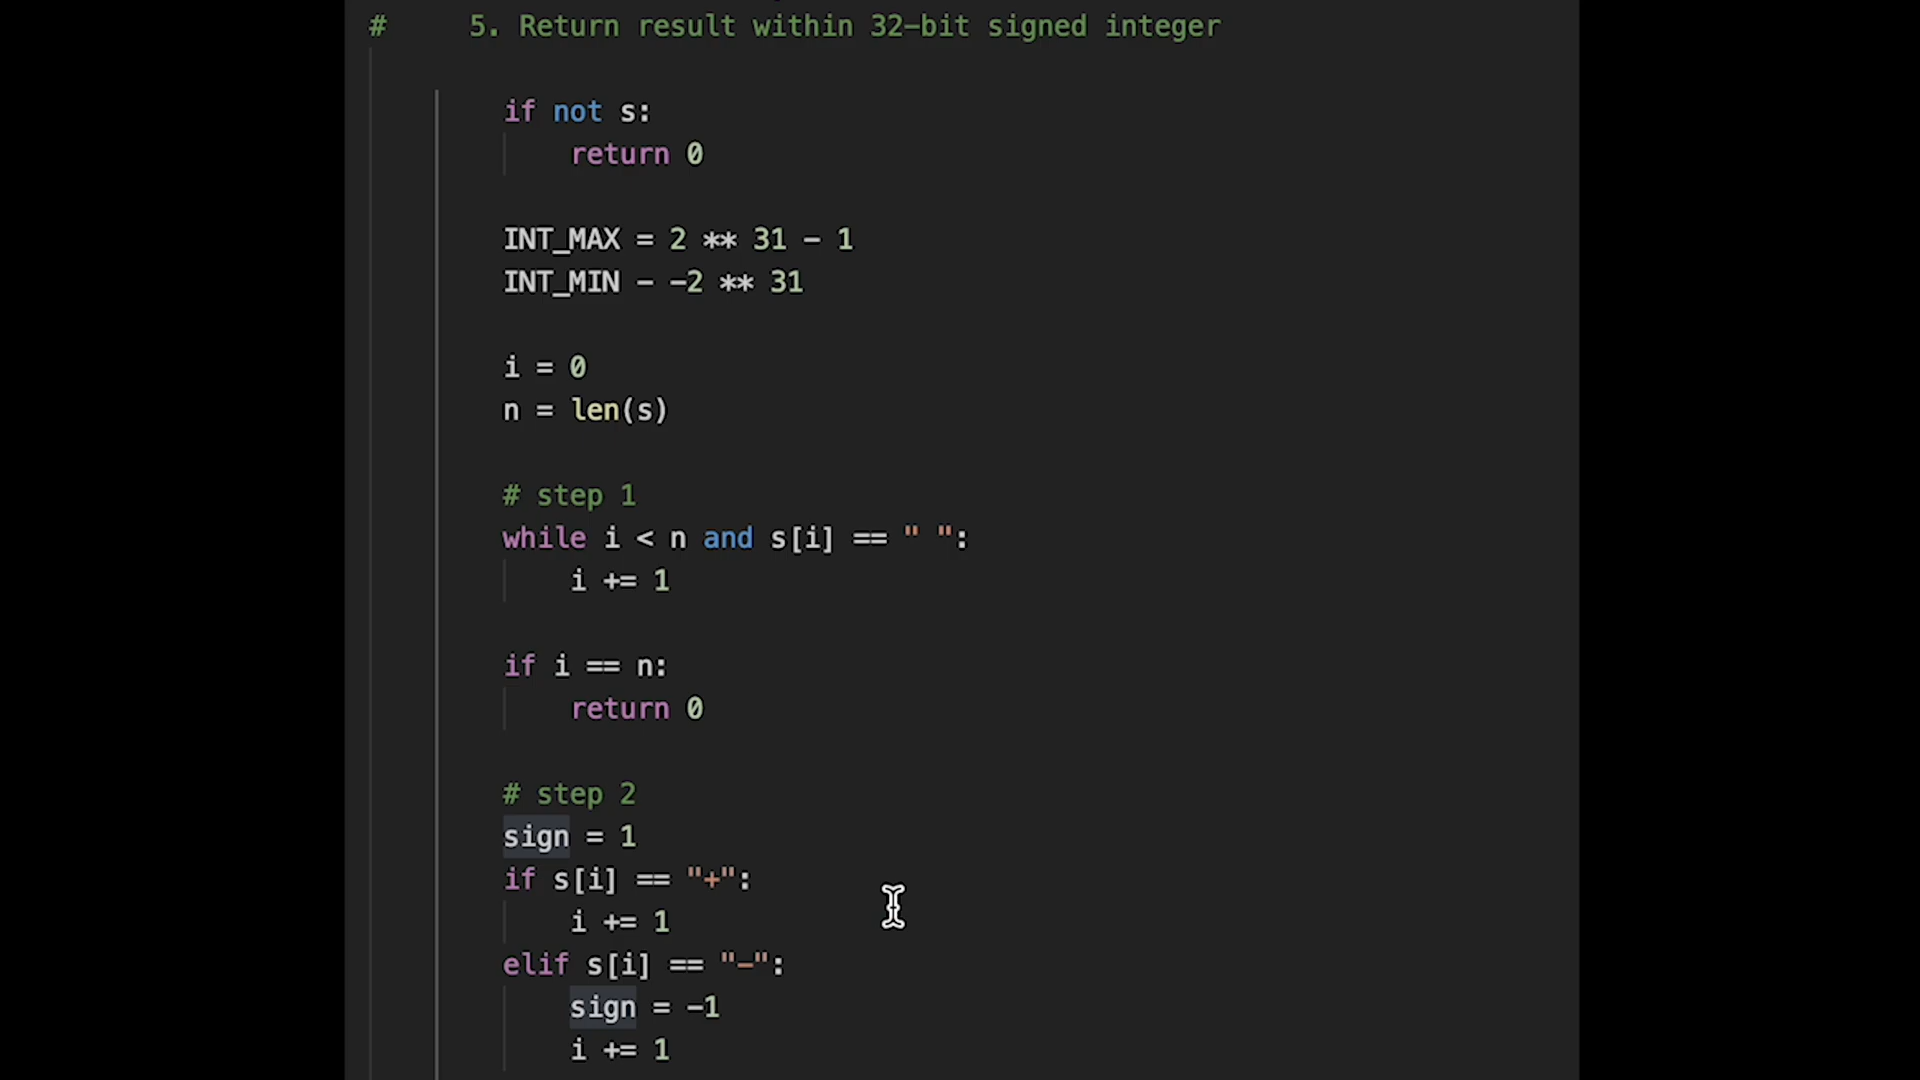 #     5. Return result within 32-bit signed integer
if not s:
    return 0
INT_MAX = 2 ** 31 - 1
INT_MIN - -2 ** 31
i = 0
n = len(s)
# step 1
while i < n and s[i] == " ":
    i += 1
if i == n:
    return 0
# step 2
sign = 1
if s[i] == "+":
    i += 1
elif s[i] == "-":
    sign = -1
    i += 1